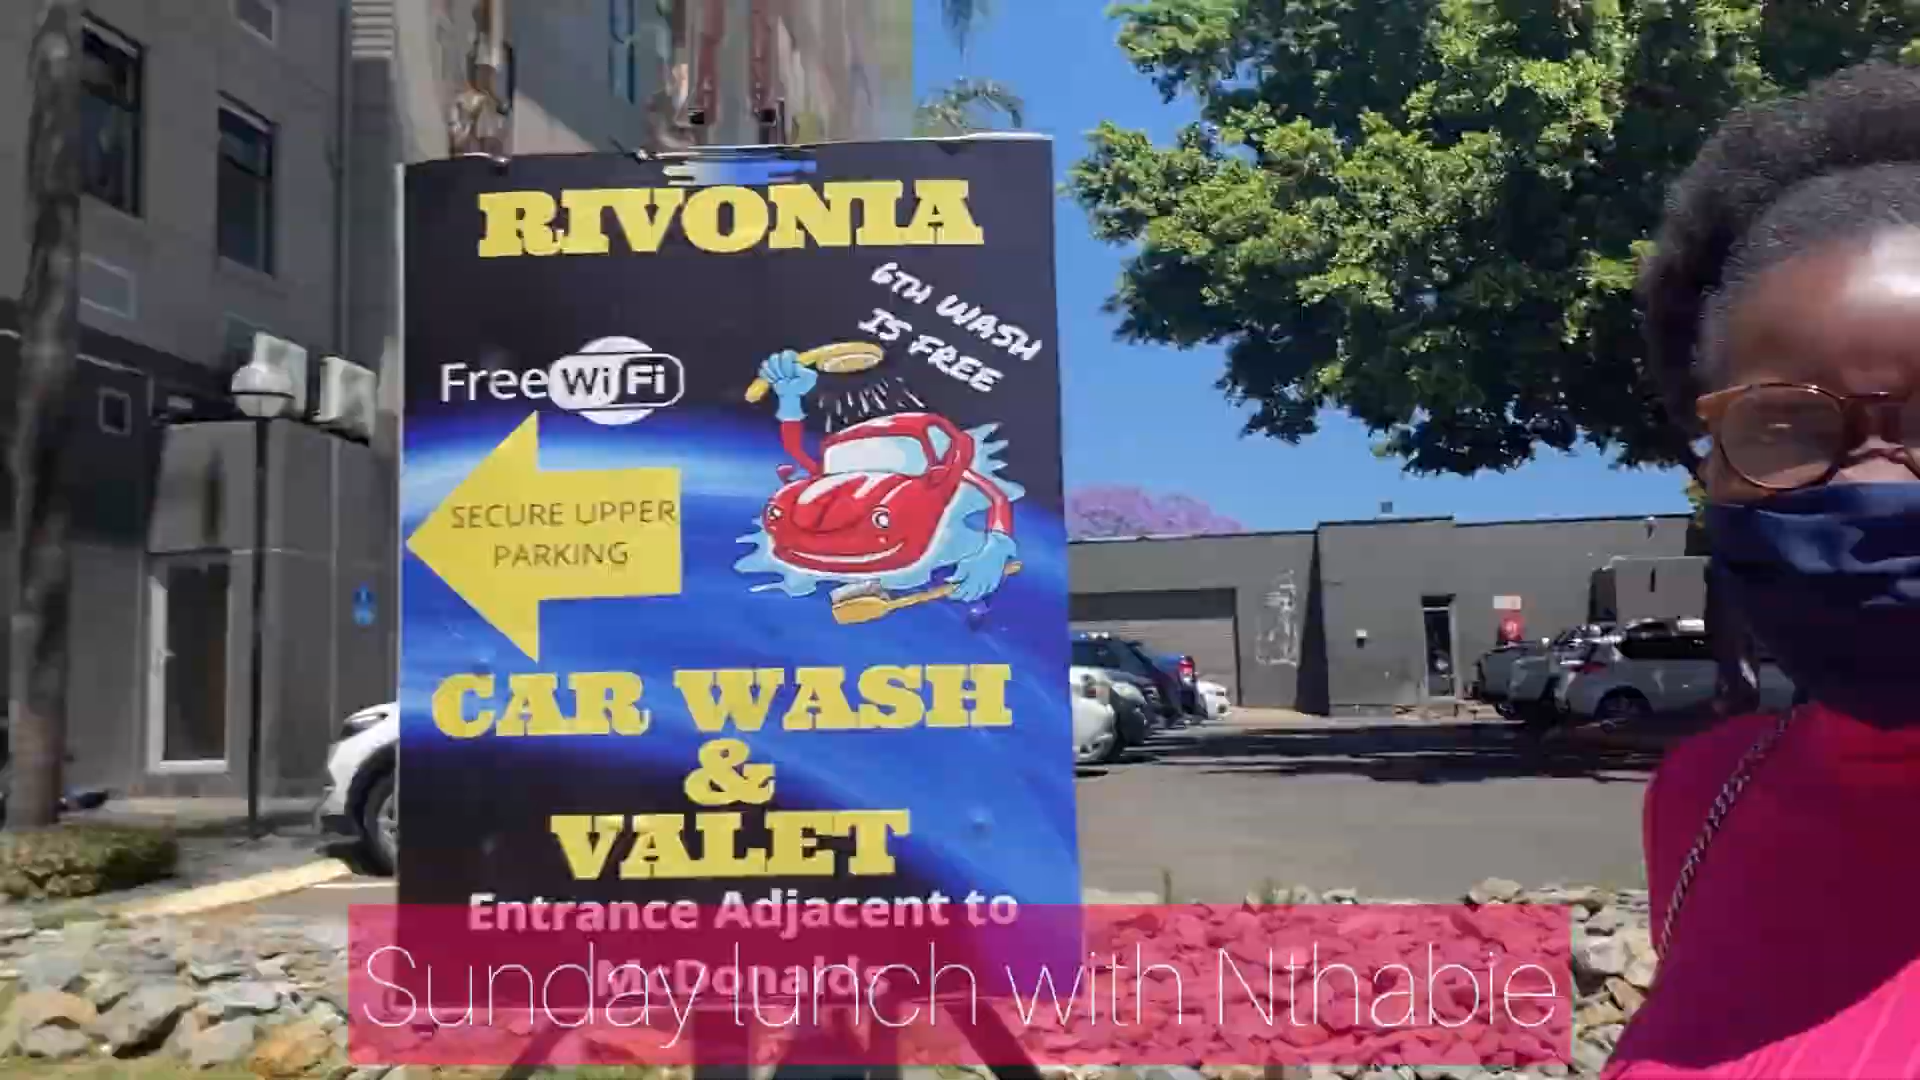 RIVONIA
6TH WASH
IS FREE
Free WiFi
SECURE UPPER
PARKING
CAR WASH
&
VALET
Entrance Adjacent to
McDonalds
Sunday lunch with Nthabie